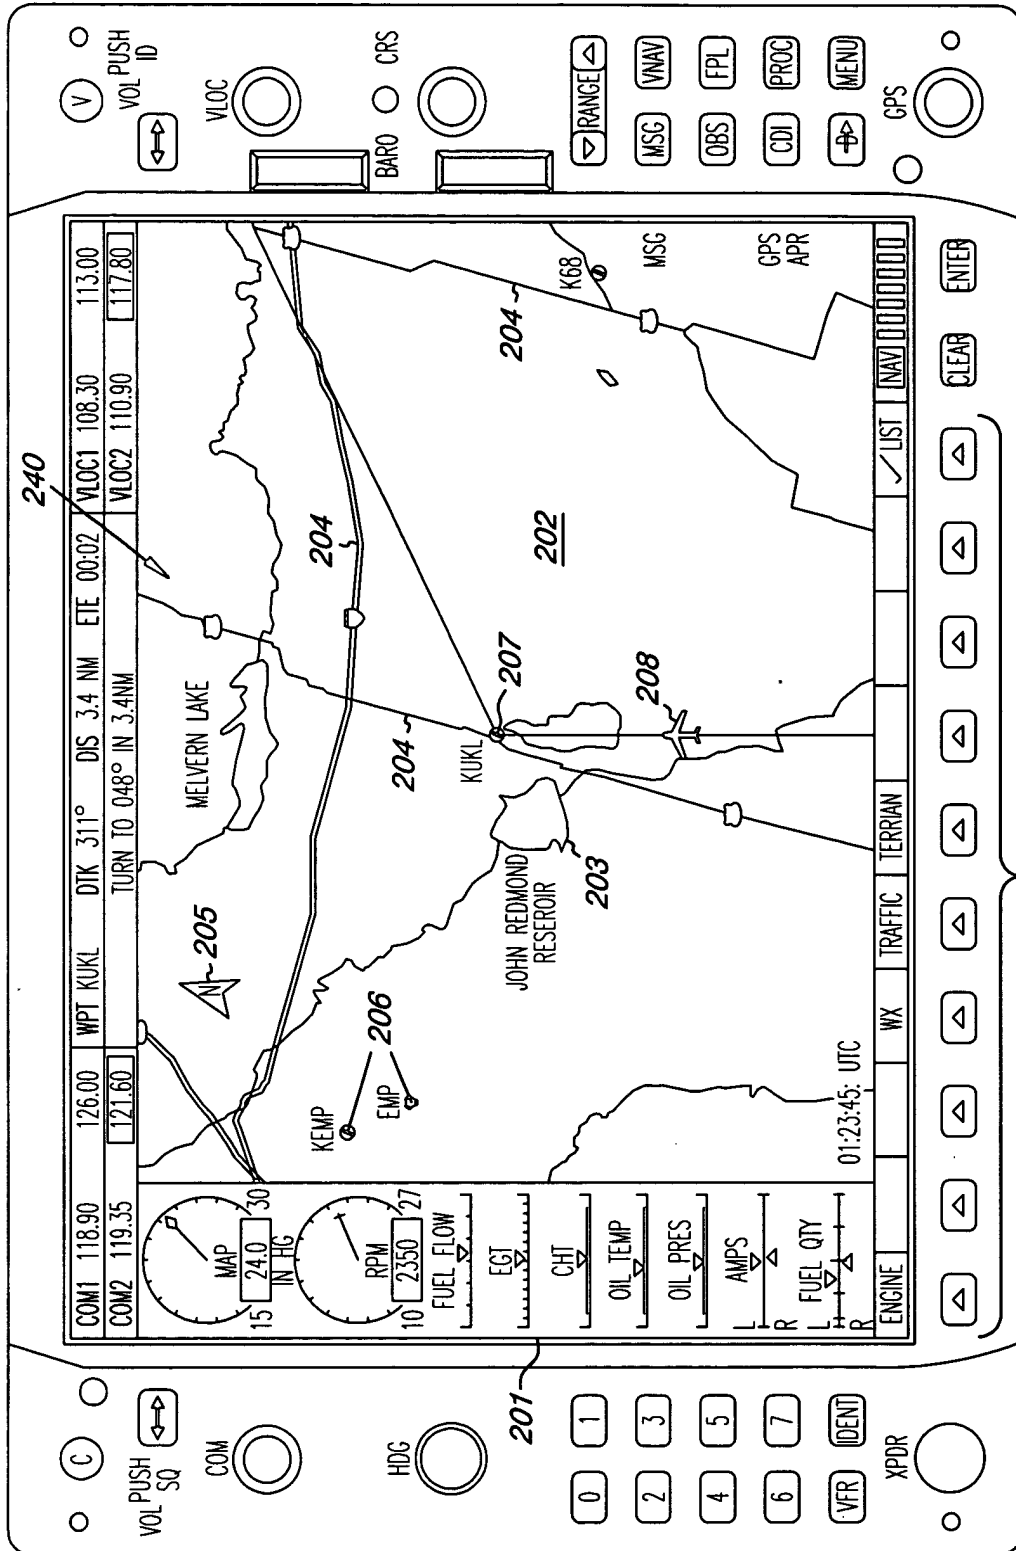 C
VOL PUSH
SQ
COM
HDG
201
0 1
2 3
4 5
6 7
VFR IDENT
XPDR
COM1 118.90 126.00 WPT KUKL DTK 311° DIS 3.4 NM ETE 00:02 VLOC1 108.30 113.00
COM2 119.35 121.60 TURN TO 048° IN 3.4NM VLOC2 110.90 117.80
240
MAP
15 24.0 30
IN HG
RPM
10 2350 27
FUEL FLOW
EGT
CHT
OIL TEMP
OIL PRES
AMPS
L
R
FUEL QTY
L
R
N
205
MELVERN LAKE
204
204
204
KEMP
206
EMP
KUKL
207
202
JOHN REDMOND
RESEROIR
203
208
K68
MSG
GPS
APR
01:23:45: UTC
ENGINE WX TRAFFIC TERRIAN LIST NAV
CLEAR ENTER
V
VOL PUSH
ID
VLOC
BARO CRS
RANGE
MSG VNAV
OBS FPL
CDI PROC
D MENU
GPS